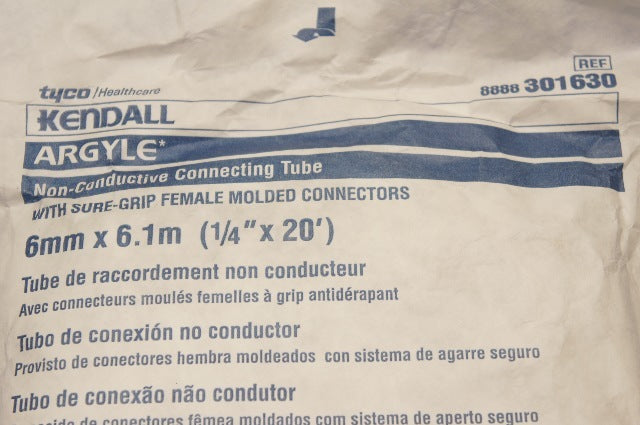 tyco / Healthcare
REF
8888 301630
KENDALL
ARGYLE*
Non-Conductive Connecting Tube
WITH SURE-GRIP FEMALE MOLDED CONNECTORS
6mm x 6.1m (1/4" x 20')
Tube de raccordement non conducteur
Avec connecteurs moulés femelles à grip antidérapant
Tubo de conexión no conductor
Provisto de conectores hembra moldeados con sistema de agarre seguro
Tubo de conexão não condutor
de conectores fêmea moldados com sistema de aperto seguro